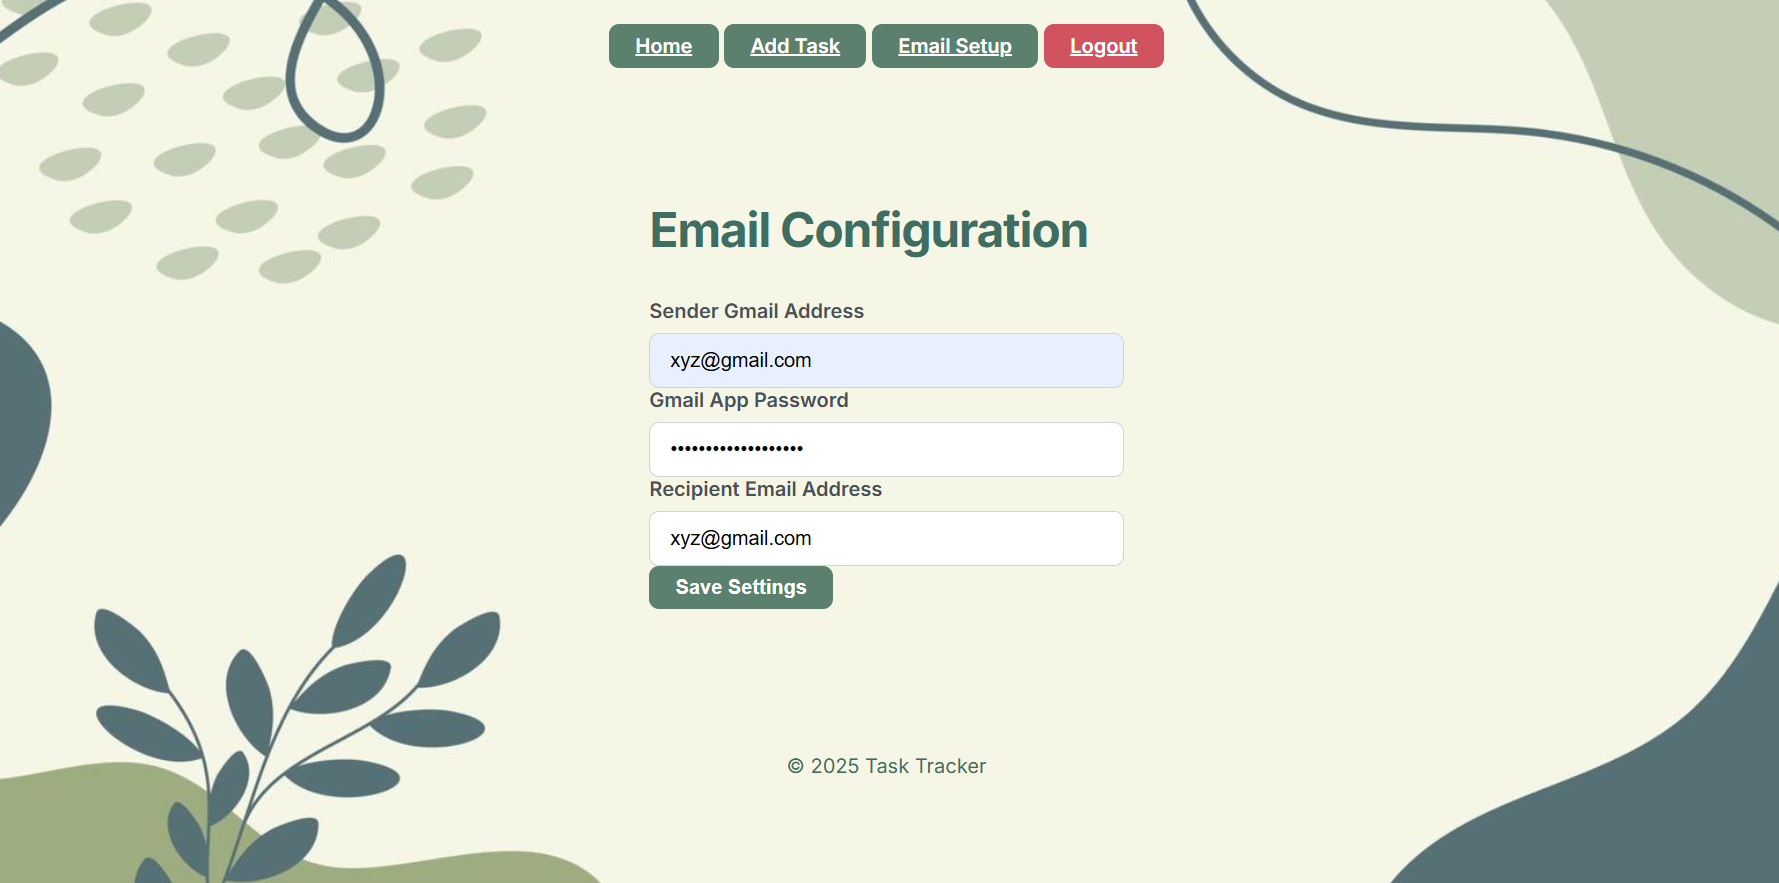 Home Add Task Email Setup Logout
Email Configuration
Sender Gmail Address
xyz@gmail.com
Gmail App Password
•••••••••••••••••••
Recipient Email Address
xyz@gmail.com
Save Settings
© 2025 Task Tracker